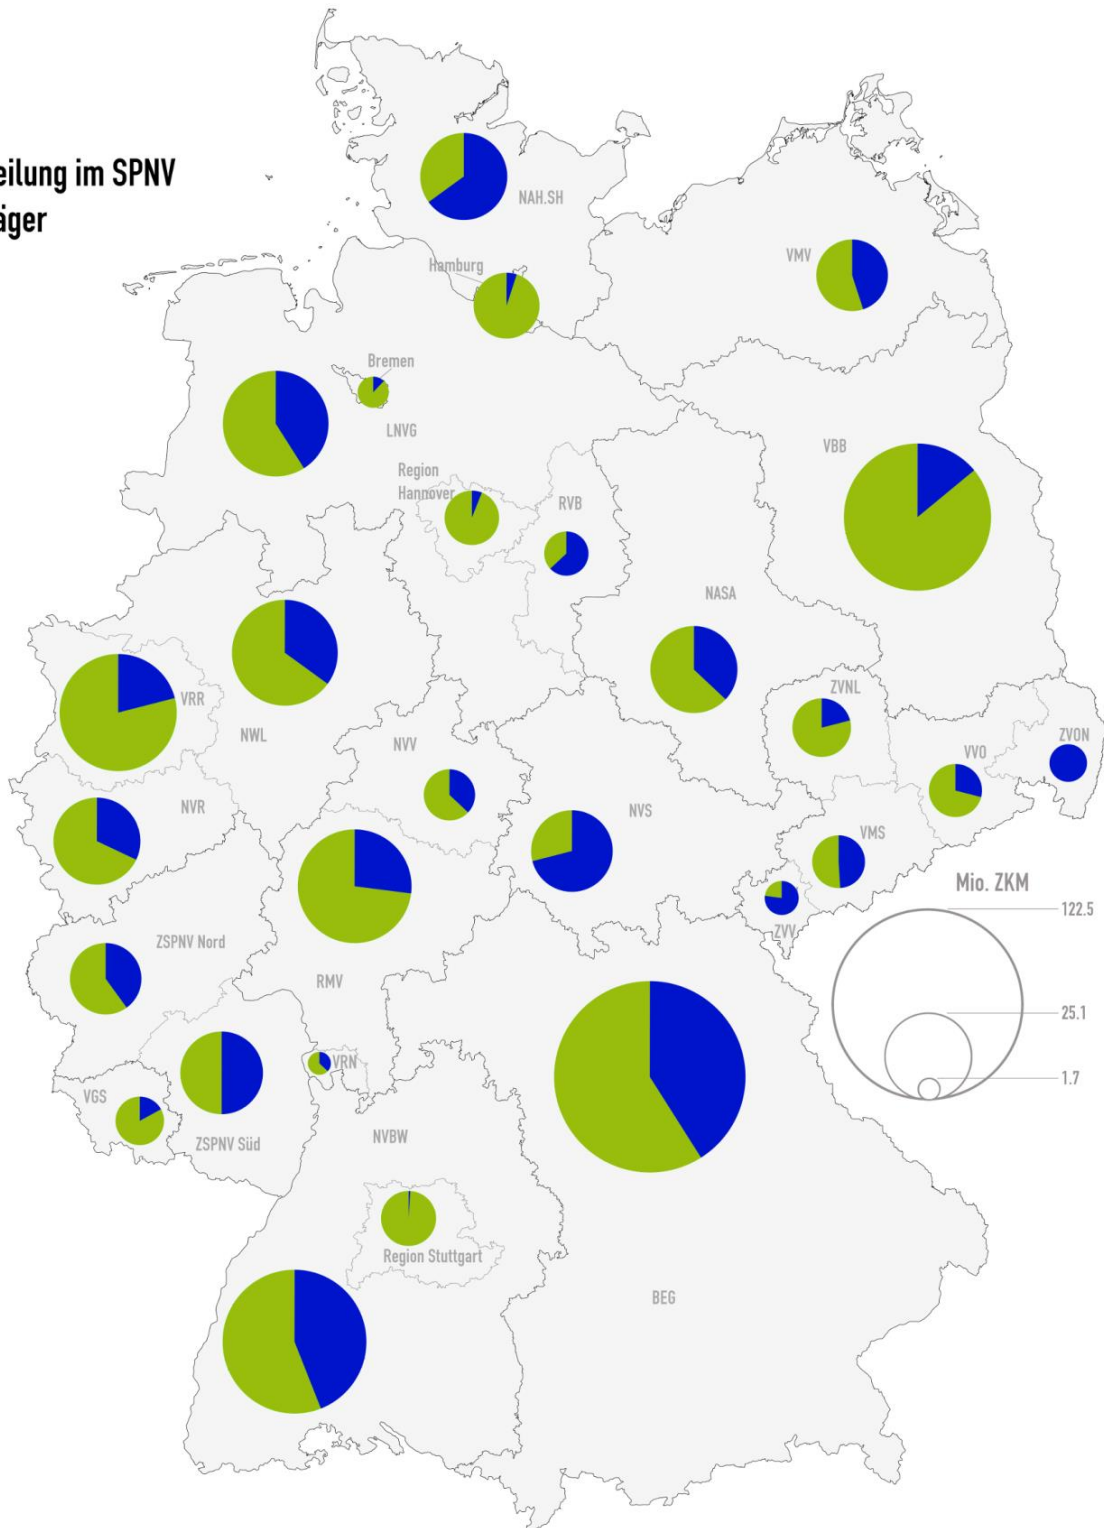 eilung im SPNV
äger
NAH.SH
VMV
Hamburg
Bremen
LNVG
VBB
Region
Hannover
RVB
NASA
VRR
ZVNL
ZVON
NWL
NVV
VVO
NVR
NVS
VMS
Mio. ZKM
122.5
ZSPNV Nord
ZVV
RMV
25.1
VRN
1.7
VGS
ZSPNV Süd
NVBW
Region Stuttgart
BEG